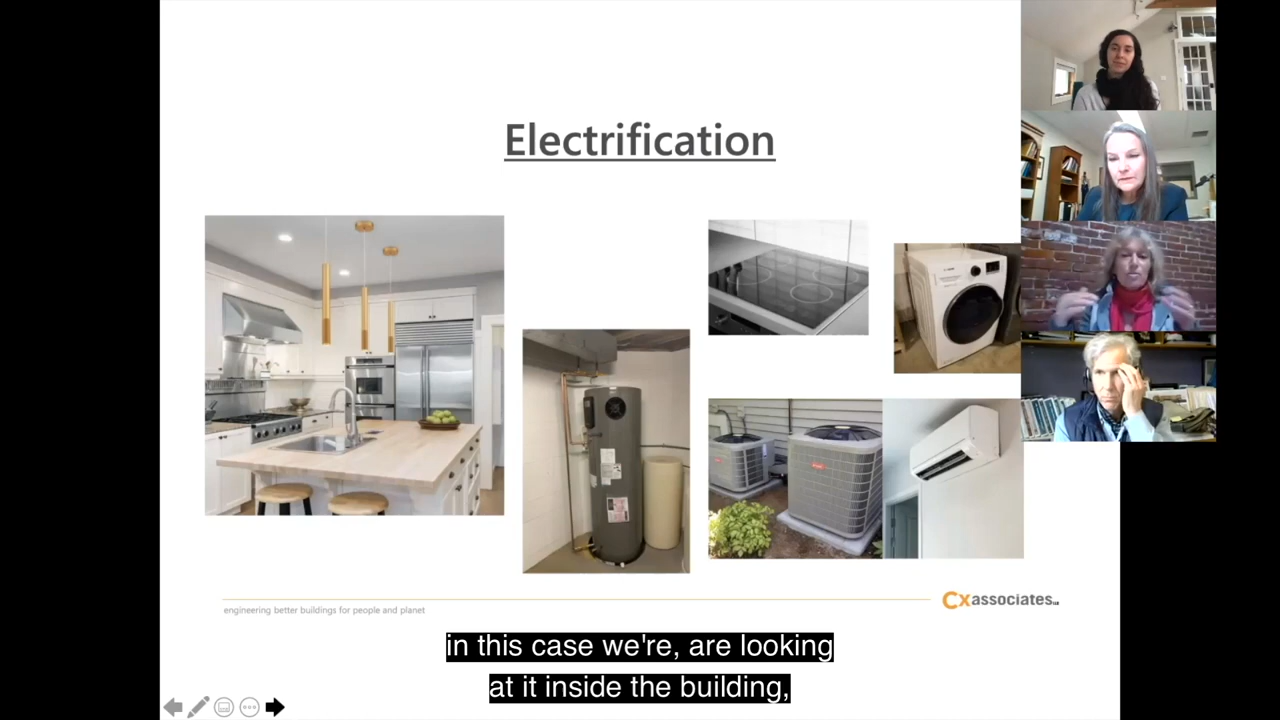 Electrification
engineering better buildings for people and planet
Cxassociates
in this case we're, are looking
at it inside the building,